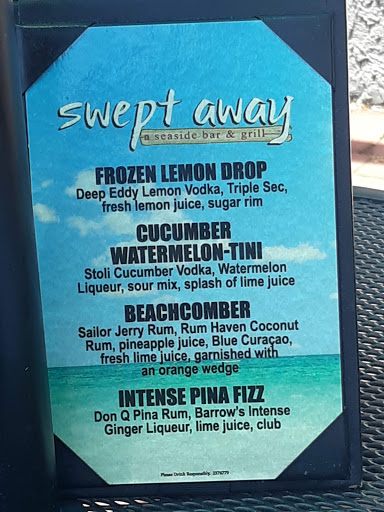 swept away
a seaside bar & grill
FROZEN LEMON DROP
Deep Eddy Lemon Vodka, Triple Sec,
fresh lemon juice, sugar rim
CUCUMBER
WATERMELON-TINI
Stoli Cucumber Vodka, Watermelon
Liqueur, sour mix, splash of lime juice
BEACHCOMBER
Sailor Jerry Rum, Rum Haven Coconut
Rum, pineapple juice, Blue Curaçao,
fresh lime juice, garnished with
an orange wedge
INTENSE PINA FIZZ
Don Q Pina Rum, Barrow's Intense
Ginger Liqueur, lime juice, club
Please Drink Responsibly. 2376779